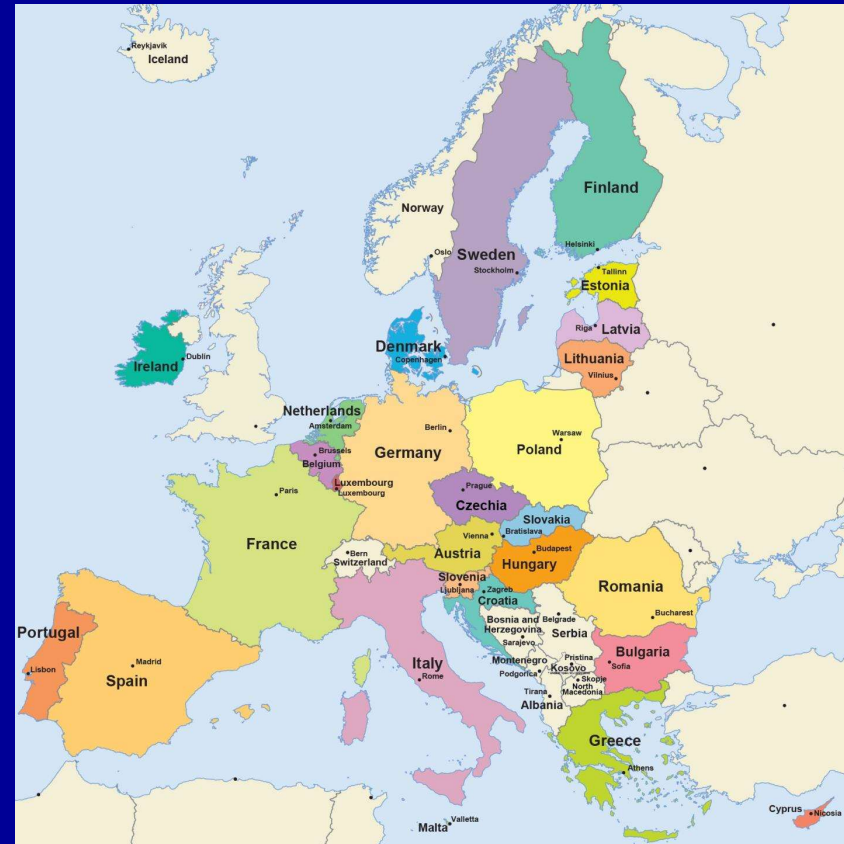 Reykjavik
Iceland
Finland
Norway
Helsinki
Oslo
Sweden
Stockholm
Tallinn
Estonia
Riga
Latvia
Denmark
Copenhagen
Lithuania
Vilnius
Dublin
Ireland
Netherlands
Amsterdam
Berlin
Warsaw
Brussels
Belgium
Germany
Poland
Luxembourg
Luxembourg
Paris
Prague
Czechia
Slovakia
Bratislava
Vienna
Austria
France
Bern
Switzerland
Budapest
Hungary
Slovenia
Ljubljana
Zagreb
Croatia
Romania
Bucharest
Bosnia and
Herzegovina
Sarajevo
Belgrade
Serbia
Portugal
Lisbon
Madrid
Spain
Italy
Rome
Montenegro
Podgorica
Pristina
Kosovo
Bulgaria
Sofia
Skopje
North
Macedonia
Tirana
Albania
Greece
Athens
Valletta
Malta
Cyprus
Nicosia